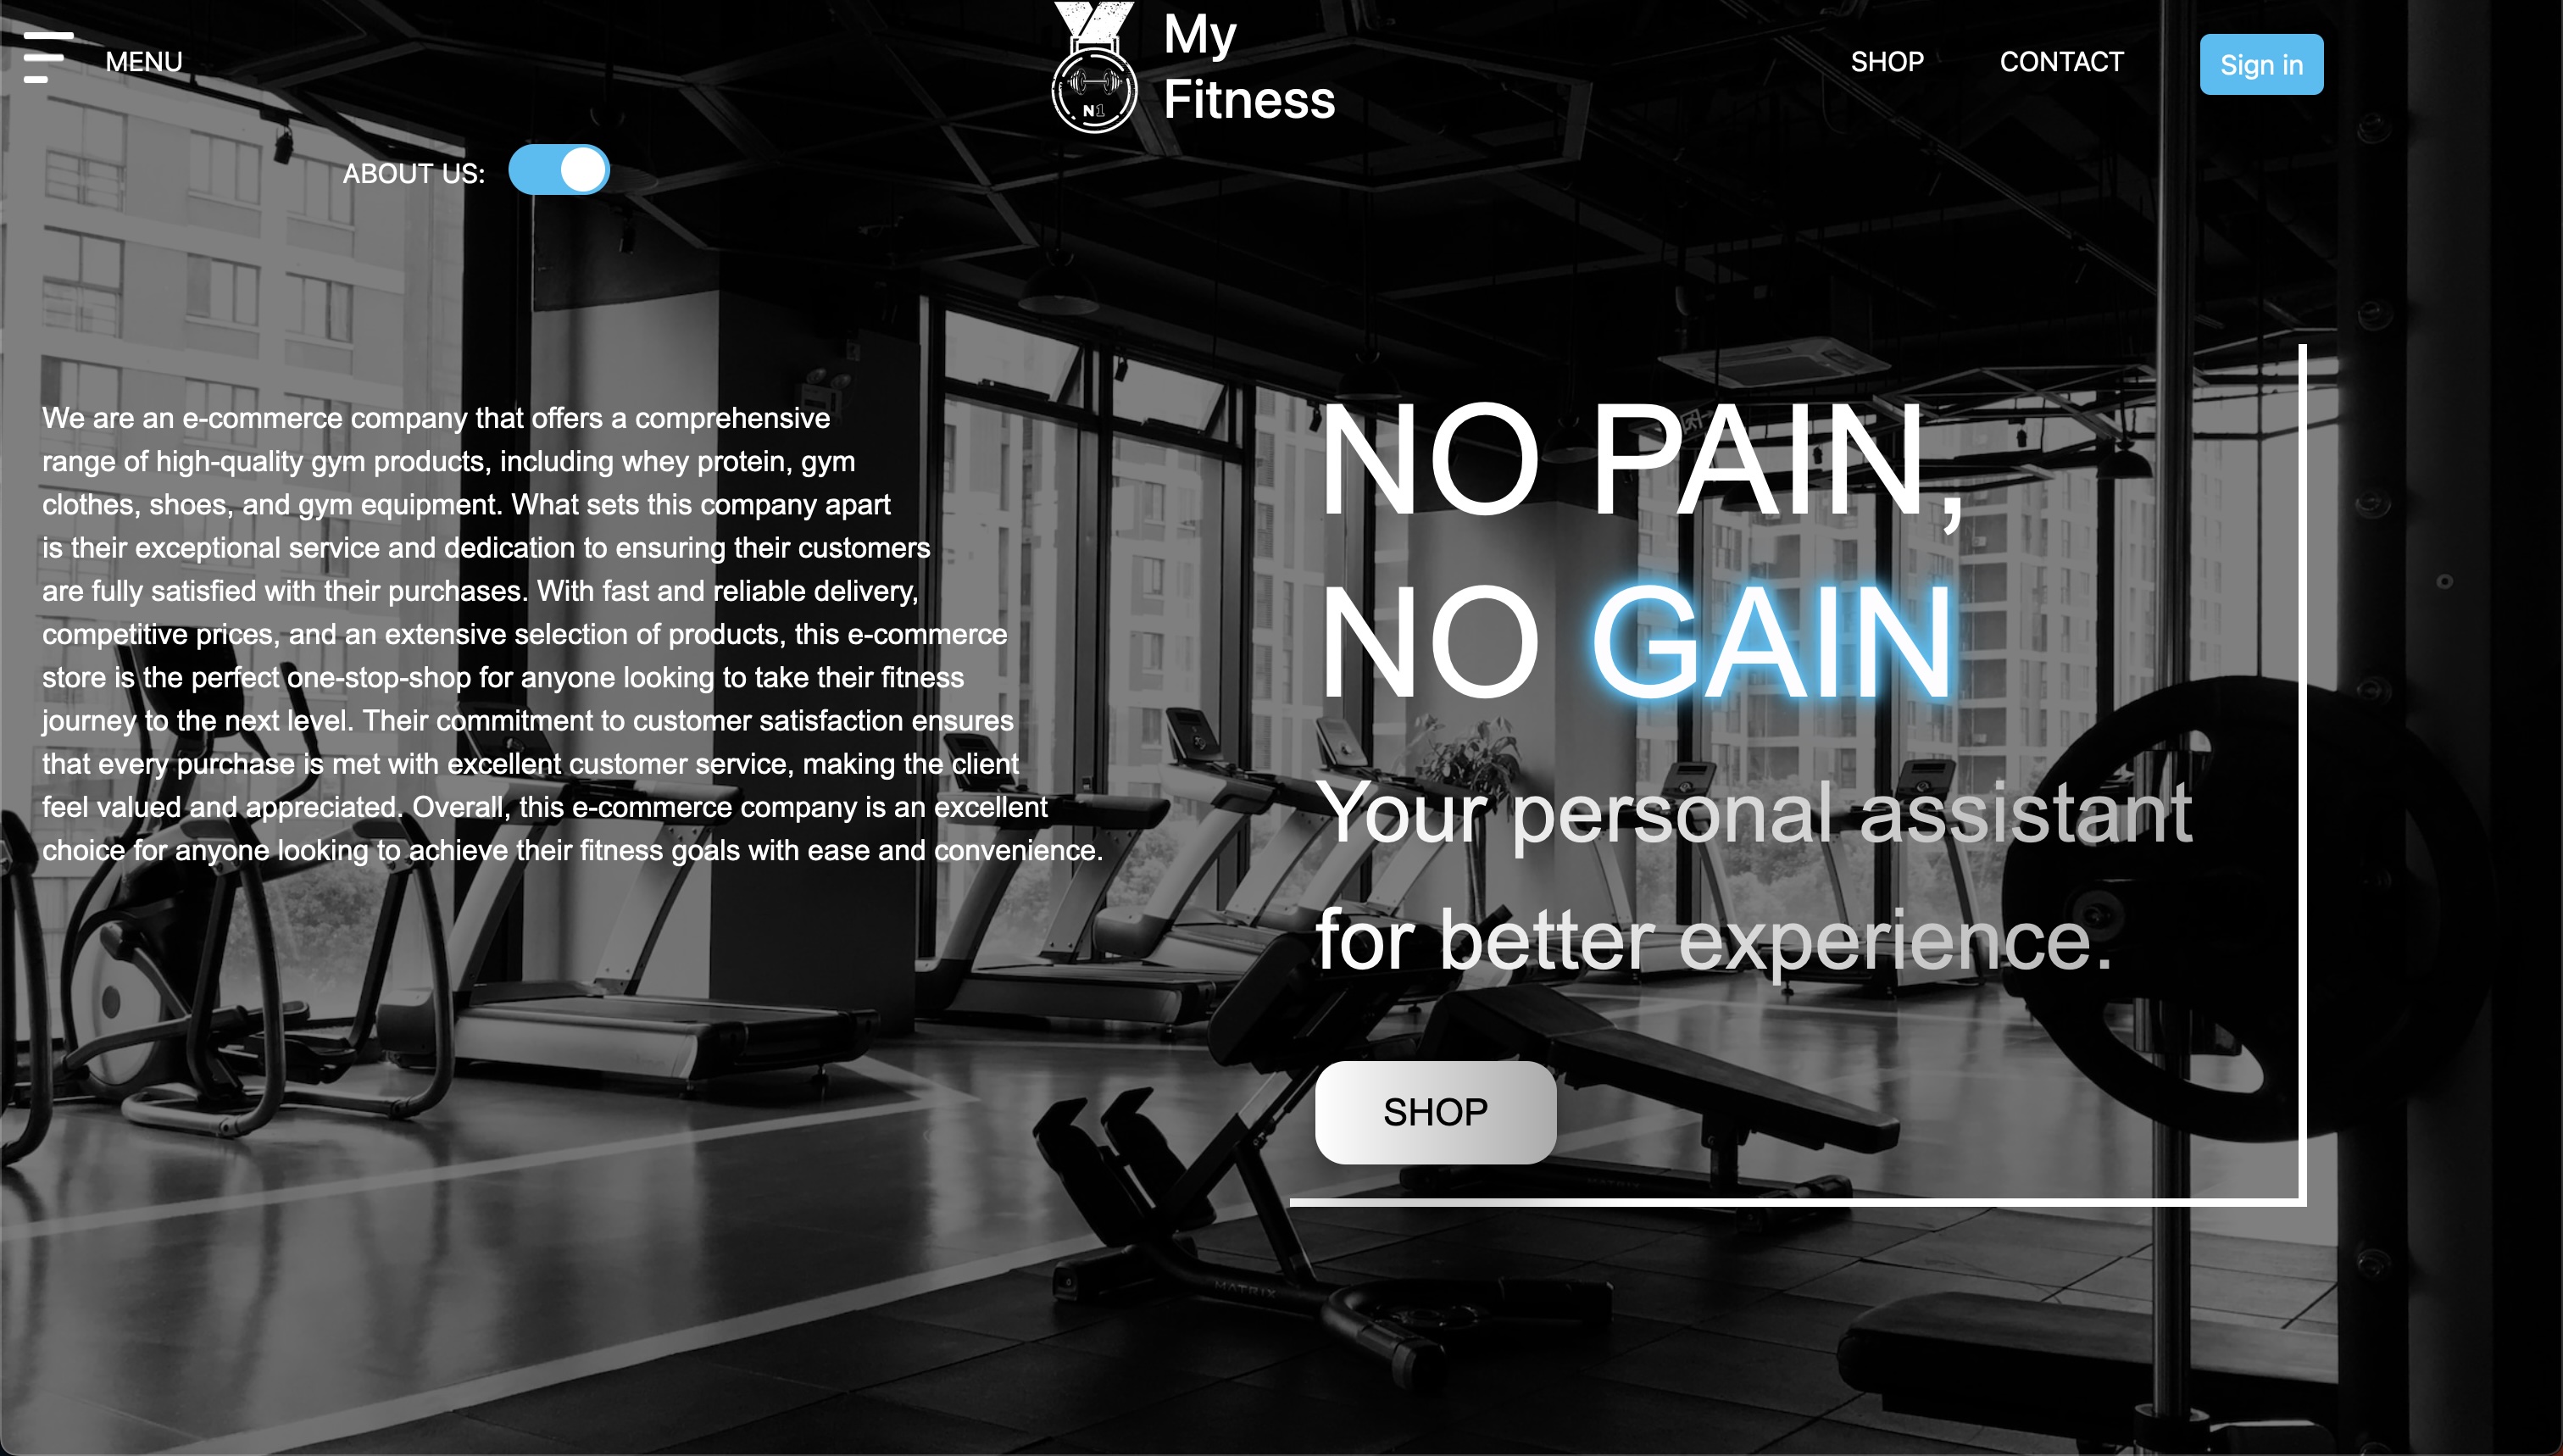 MENU
My
Fitness
N1
SHOP
CONTACT
Sign in
ABOUT US:
We are an e-commerce company that offers a comprehensive
range of high-quality gym products, including whey protein, gym
clothes, shoes, and gym equipment. What sets this company apart
is their exceptional service and dedication to ensuring their customers
are fully satisfied with their purchases. With fast and reliable delivery,
competitive prices, and an extensive selection of products, this e-commerce
store is the perfect one-stop-shop for anyone looking to take their fitness
journey to the next level. Their commitment to customer satisfaction ensures
that every purchase is met with excellent customer service, making the client
feel valued and appreciated. Overall, this e-commerce company is an excellent
choice for anyone looking to achieve their fitness goals with ease and convenience.
NO PAIN,
NO GAIN
Your personal assistant
for better experience.
SHOP
MATRIX
MATRIX